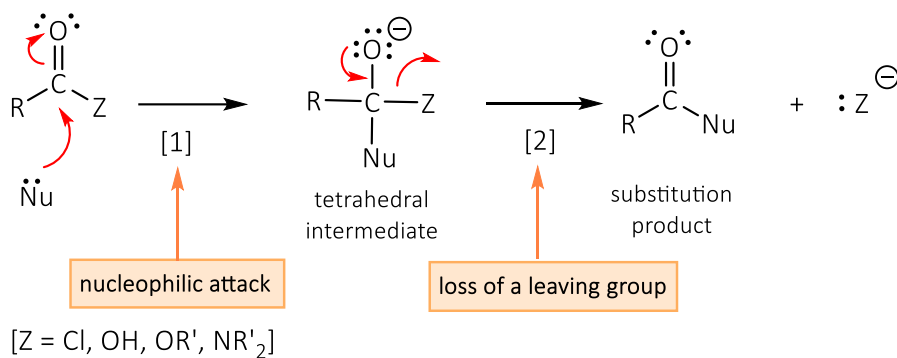 O
C
R
Z
Nu
[1]
O ⊖
R
C
Z
Nu
tetrahedral
intermediate
[2]
O
C
R
Nu
substitution
product
+
:Z ⊖
nucleophilic attack
loss of a leaving group
[Z = Cl, OH, OR', NR'₂]